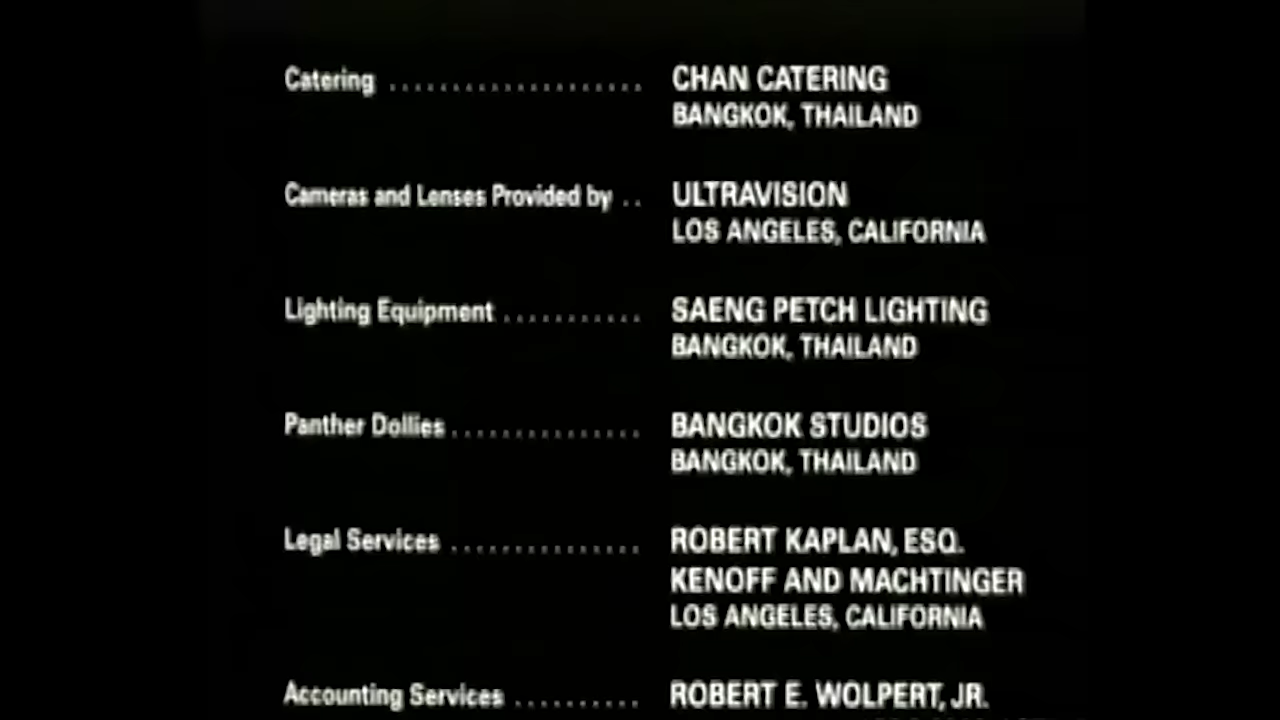 Catering .................... CHAN CATERING
BANGKOK, THAILAND
Cameras and Lenses Provided by .. ULTRAVISION
LOS ANGELES, CALIFORNIA
Lighting Equipment ........... SAENG PETCH LIGHTING
BANGKOK, THAILAND
Panther Dollies ............... BANGKOK STUDIOS
BANGKOK, THAILAND
Legal Services ............... ROBERT KAPLAN, ESQ.
KENOFF AND MACHTINGER
LOS ANGELES, CALIFORNIA
Accounting Services .......... ROBERT E. WOLPERT, JR.